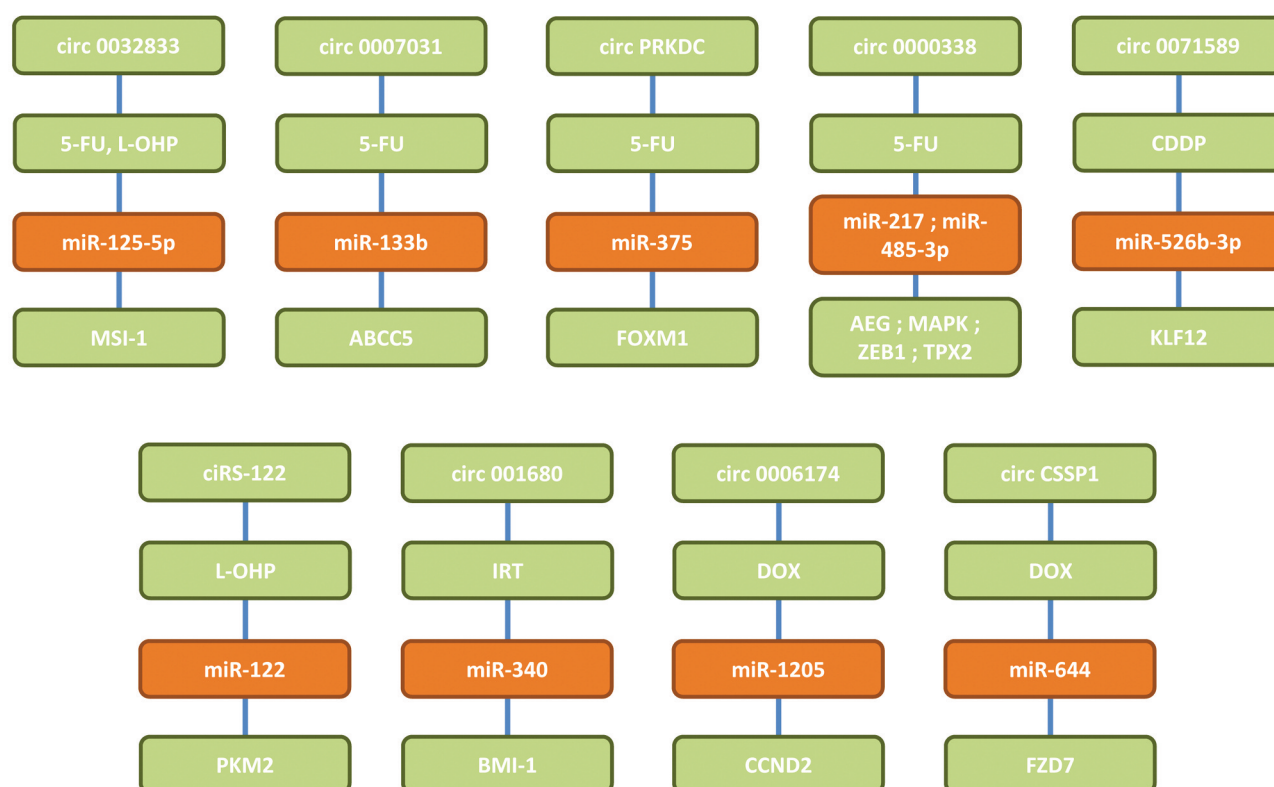 circ 0032833
circ 0007031
circ PRKDC
circ 0000338
circ 0071589
5-FU, L-OHP
5-FU
5-FU
5-FU
CDDP
miR-125-5p
miR-133b
miR-375
miR-217 ; miR-
485-3p
miR-526b-3p
MSI-1
ABCC5
FOXM1
AEG ; MAPK ;
ZEB1 ; TPX2
KLF12
ciRS-122
circ 001680
circ 0006174
circ CSSP1
L-OHP
IRT
DOX
DOX
miR-122
miR-340
miR-1205
miR-644
PKM2
BMI-1
CCND2
FZD7